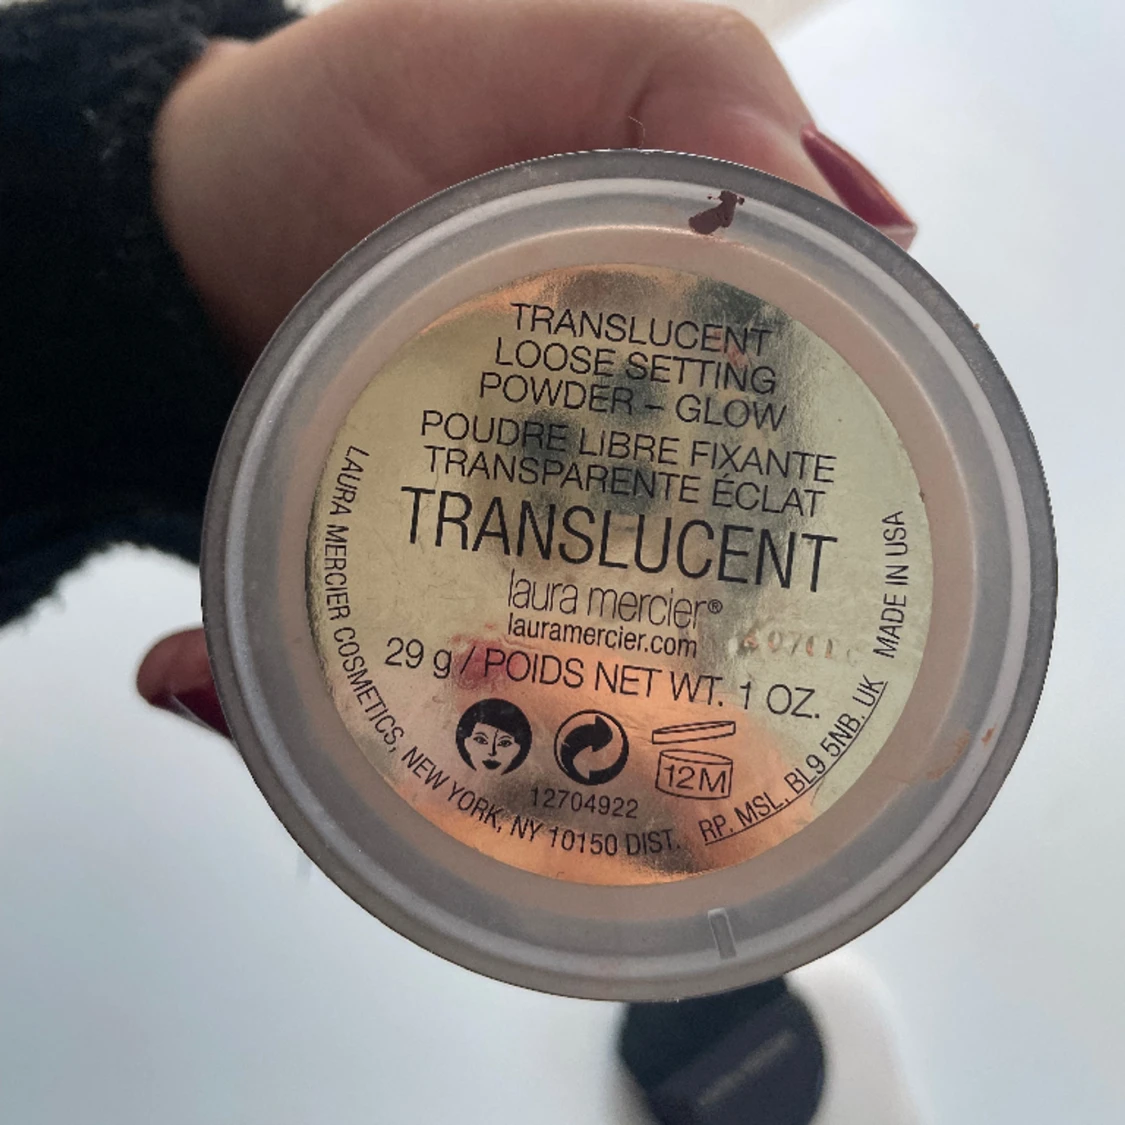 TRANSLUCENT
LOOSE SETTING
POWDER – GLOW
POUDRE LIBRE FIXANTE
TRANSPARENTE ÉCLAT
TRANSLUCENT
laura mercier®
lauramercier.com
29 g / POIDS NET WT. 1 OZ.
12M
12704922
LAURA MERCIER COSMETICS, NEW YORK, NY 10150 DIST.
RP. MSL. BL9 5NB. UK
MADE IN USA